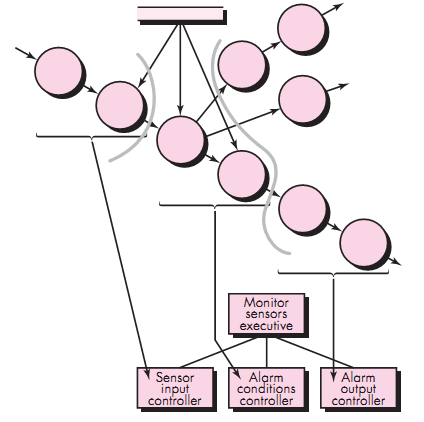 Monitor
sensors
executive
Sensor
input
controller
Alarm
conditions
controller
Alarm
output
controller